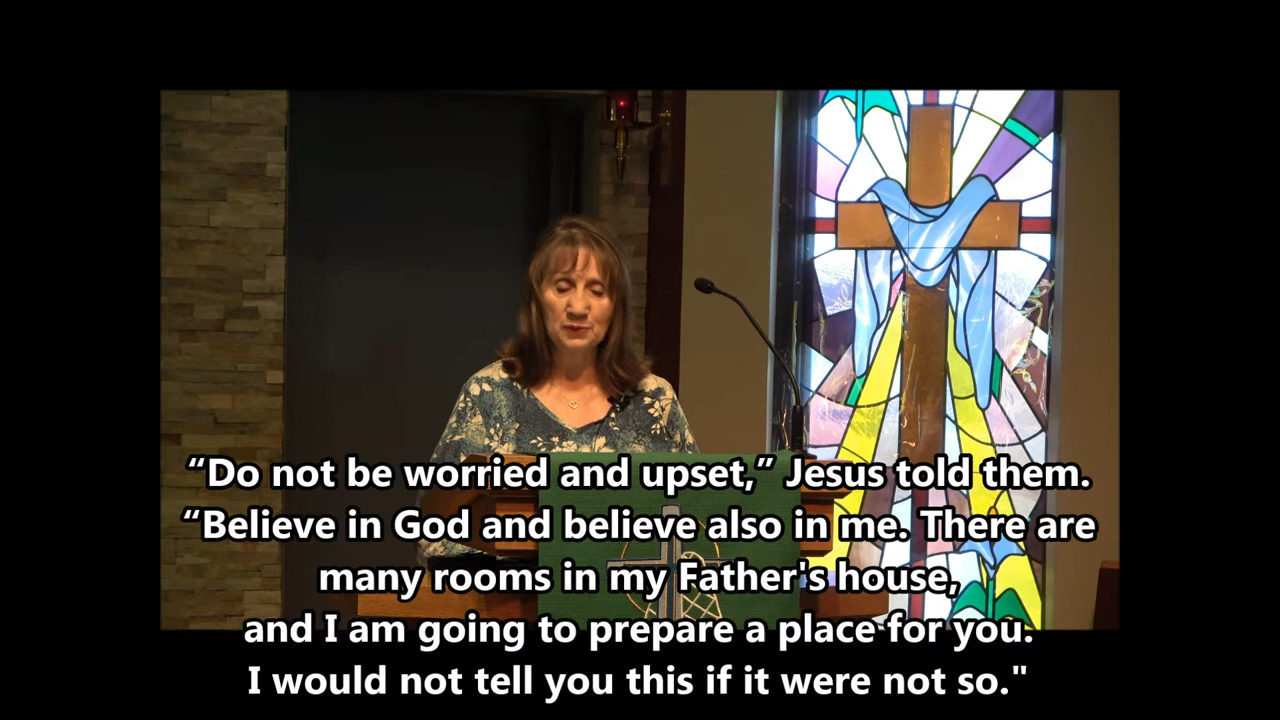 “Do not be worried and upset,” Jesus told them.
“Believe in God and believe also in me. There are
many rooms in my Father's house,
and I am going to prepare a place for you.
I would not tell you this if it were not so."